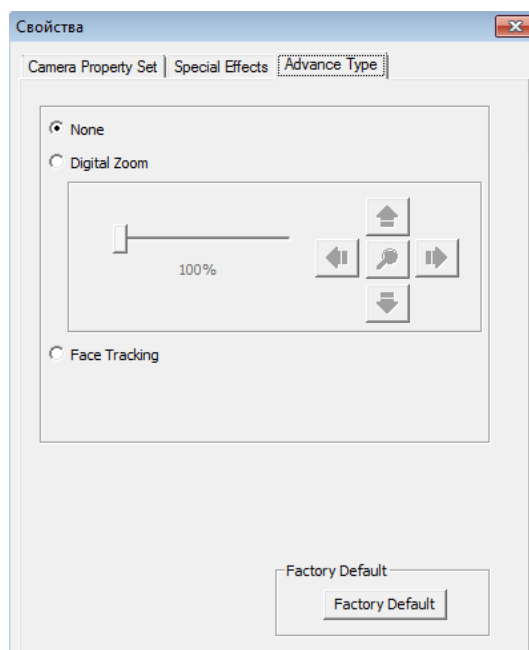 Свойства
Camera Property Set Special Effects Advance Type
None
Digital Zoom
100%
Face Tracking
Factory Default
Factory Default